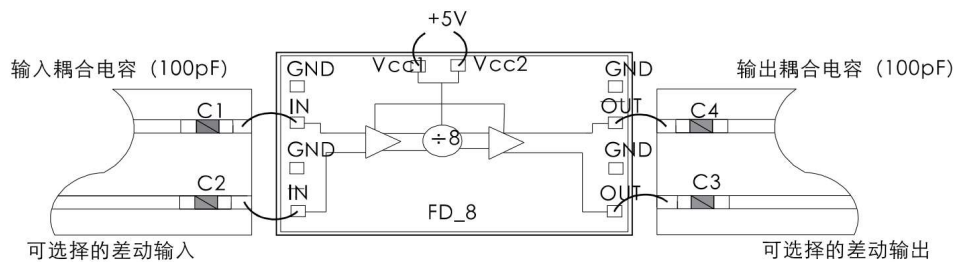 +5V
输入耦合电容（100pF）
Vcc1
Vcc2
输出耦合电容（100pF）
GND
GND
C1
IN
OUT
C4
÷8
GND
GND
C2
IN
OUT
C3
FD_8
可选择的差动输入
可选择的差动输出